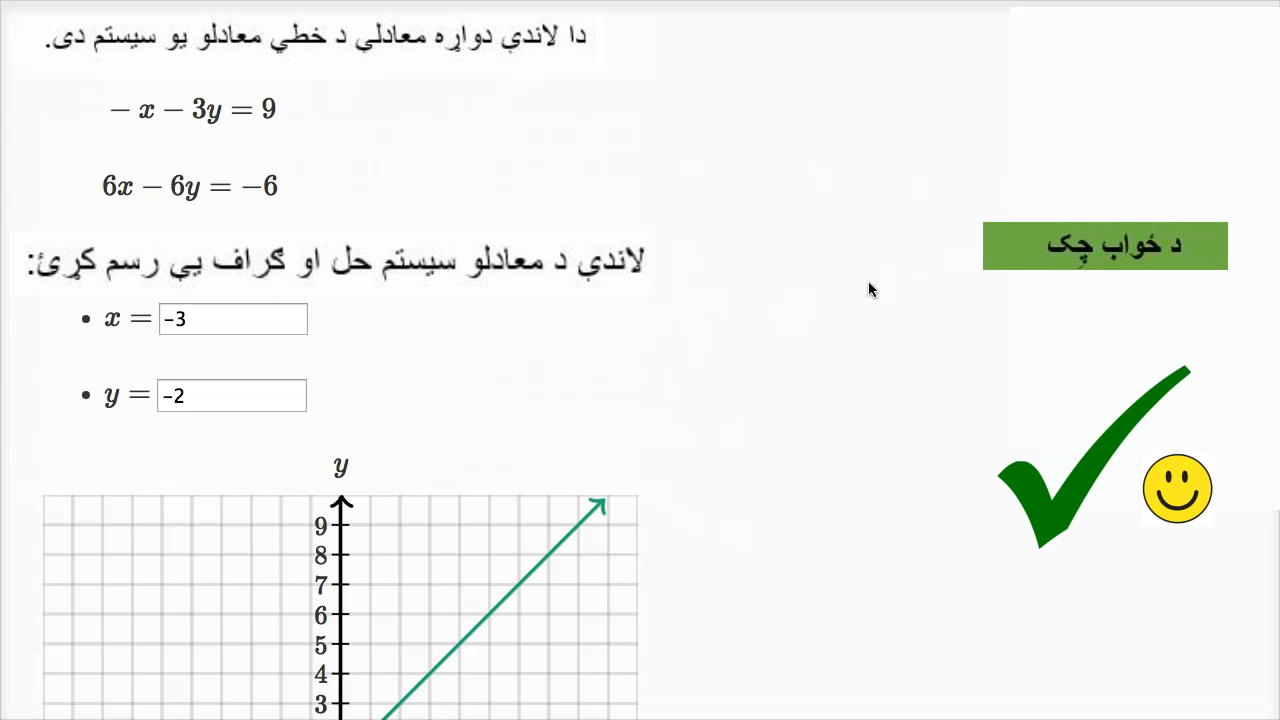 دا لاندې دواړه معادلې د خطي معادلو يو سيستم دی.
− x − 3y = 9
6x − 6y = −6
د ځواب چِک
لاندې د معادلو سيستم حل او ګراف يې رسم کړئ:
• x = -3
• y = -2
y
9
8
7
6
5
4
3